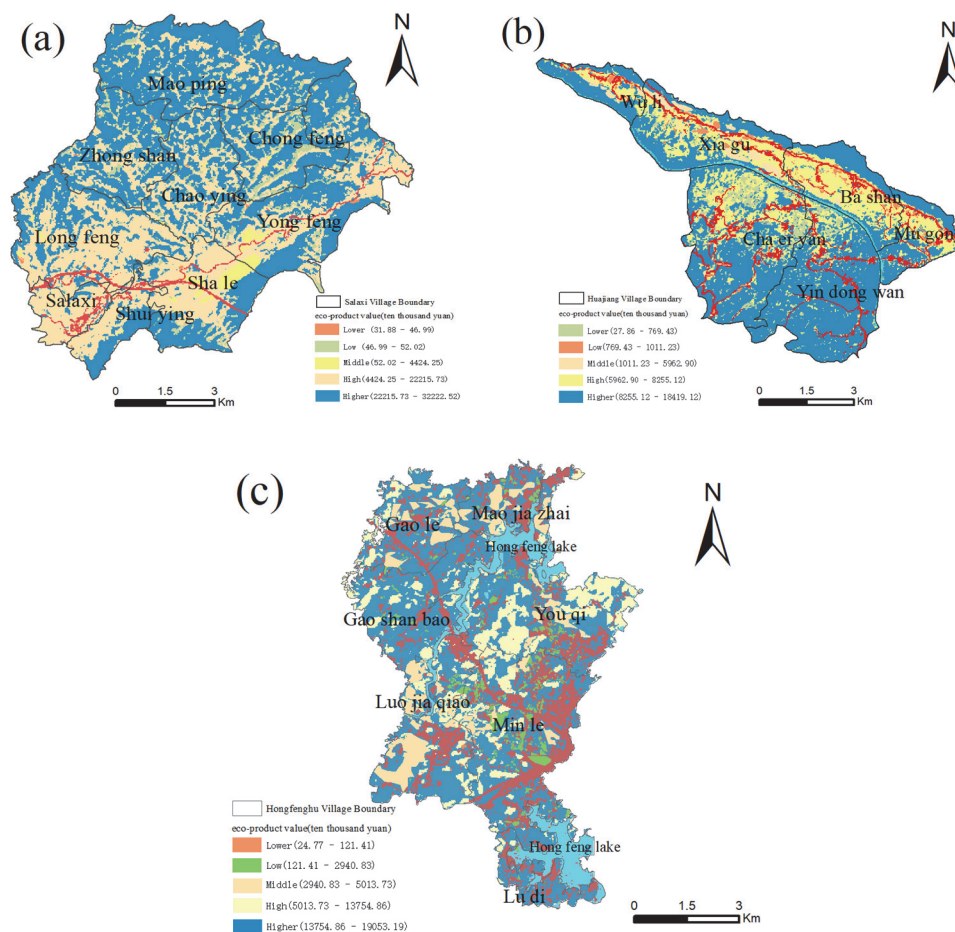 (a)
N
Mao ping
Chong feng
Zhong shan
Chao ying
Yong feng
Long feng
Sha le
Salaxi
Shui ying
Salaxi Village Boundary
eco-product value(ten thousand yuan)
Lower (31.88 - 46.99)
Low (46.99 - 52.02)
Middle(52.02 - 4424.25)
High(4424.25 - 22215.73)
Higher(22215.73 - 32222.52)
0 1.5 3
Km
(b)
N
Wu li
Xia gu
Ba shan
Mu gong
Cha er yan
Yin dong wan
Huajiang Village Boundary
eco-product value(ten thousand yuan)
Lower(27.86 - 769.43)
Low(769.43 - 1011.23)
Middle(1011.23 - 5962.90)
High(5962.90 - 8255.12)
Higher(8255.12 - 18419.12)
0 1.5 3
Km
(c)
N
Mao jia zhai
Gao le
Hong feng lake
Gao shan bao
You qi
Luo jia qiao
Min le
Hong feng lake
Lu di
Hongfenghu Village Boundary
eco-product value(ten thousand yuan)
Lower(24.77 - 121.41)
Low(121.41 - 2940.83)
Middle(2940.83 - 5013.73)
High(5013.73 - 13754.86)
Higher(13754.86 - 19053.19)
0 1.5 3
Km